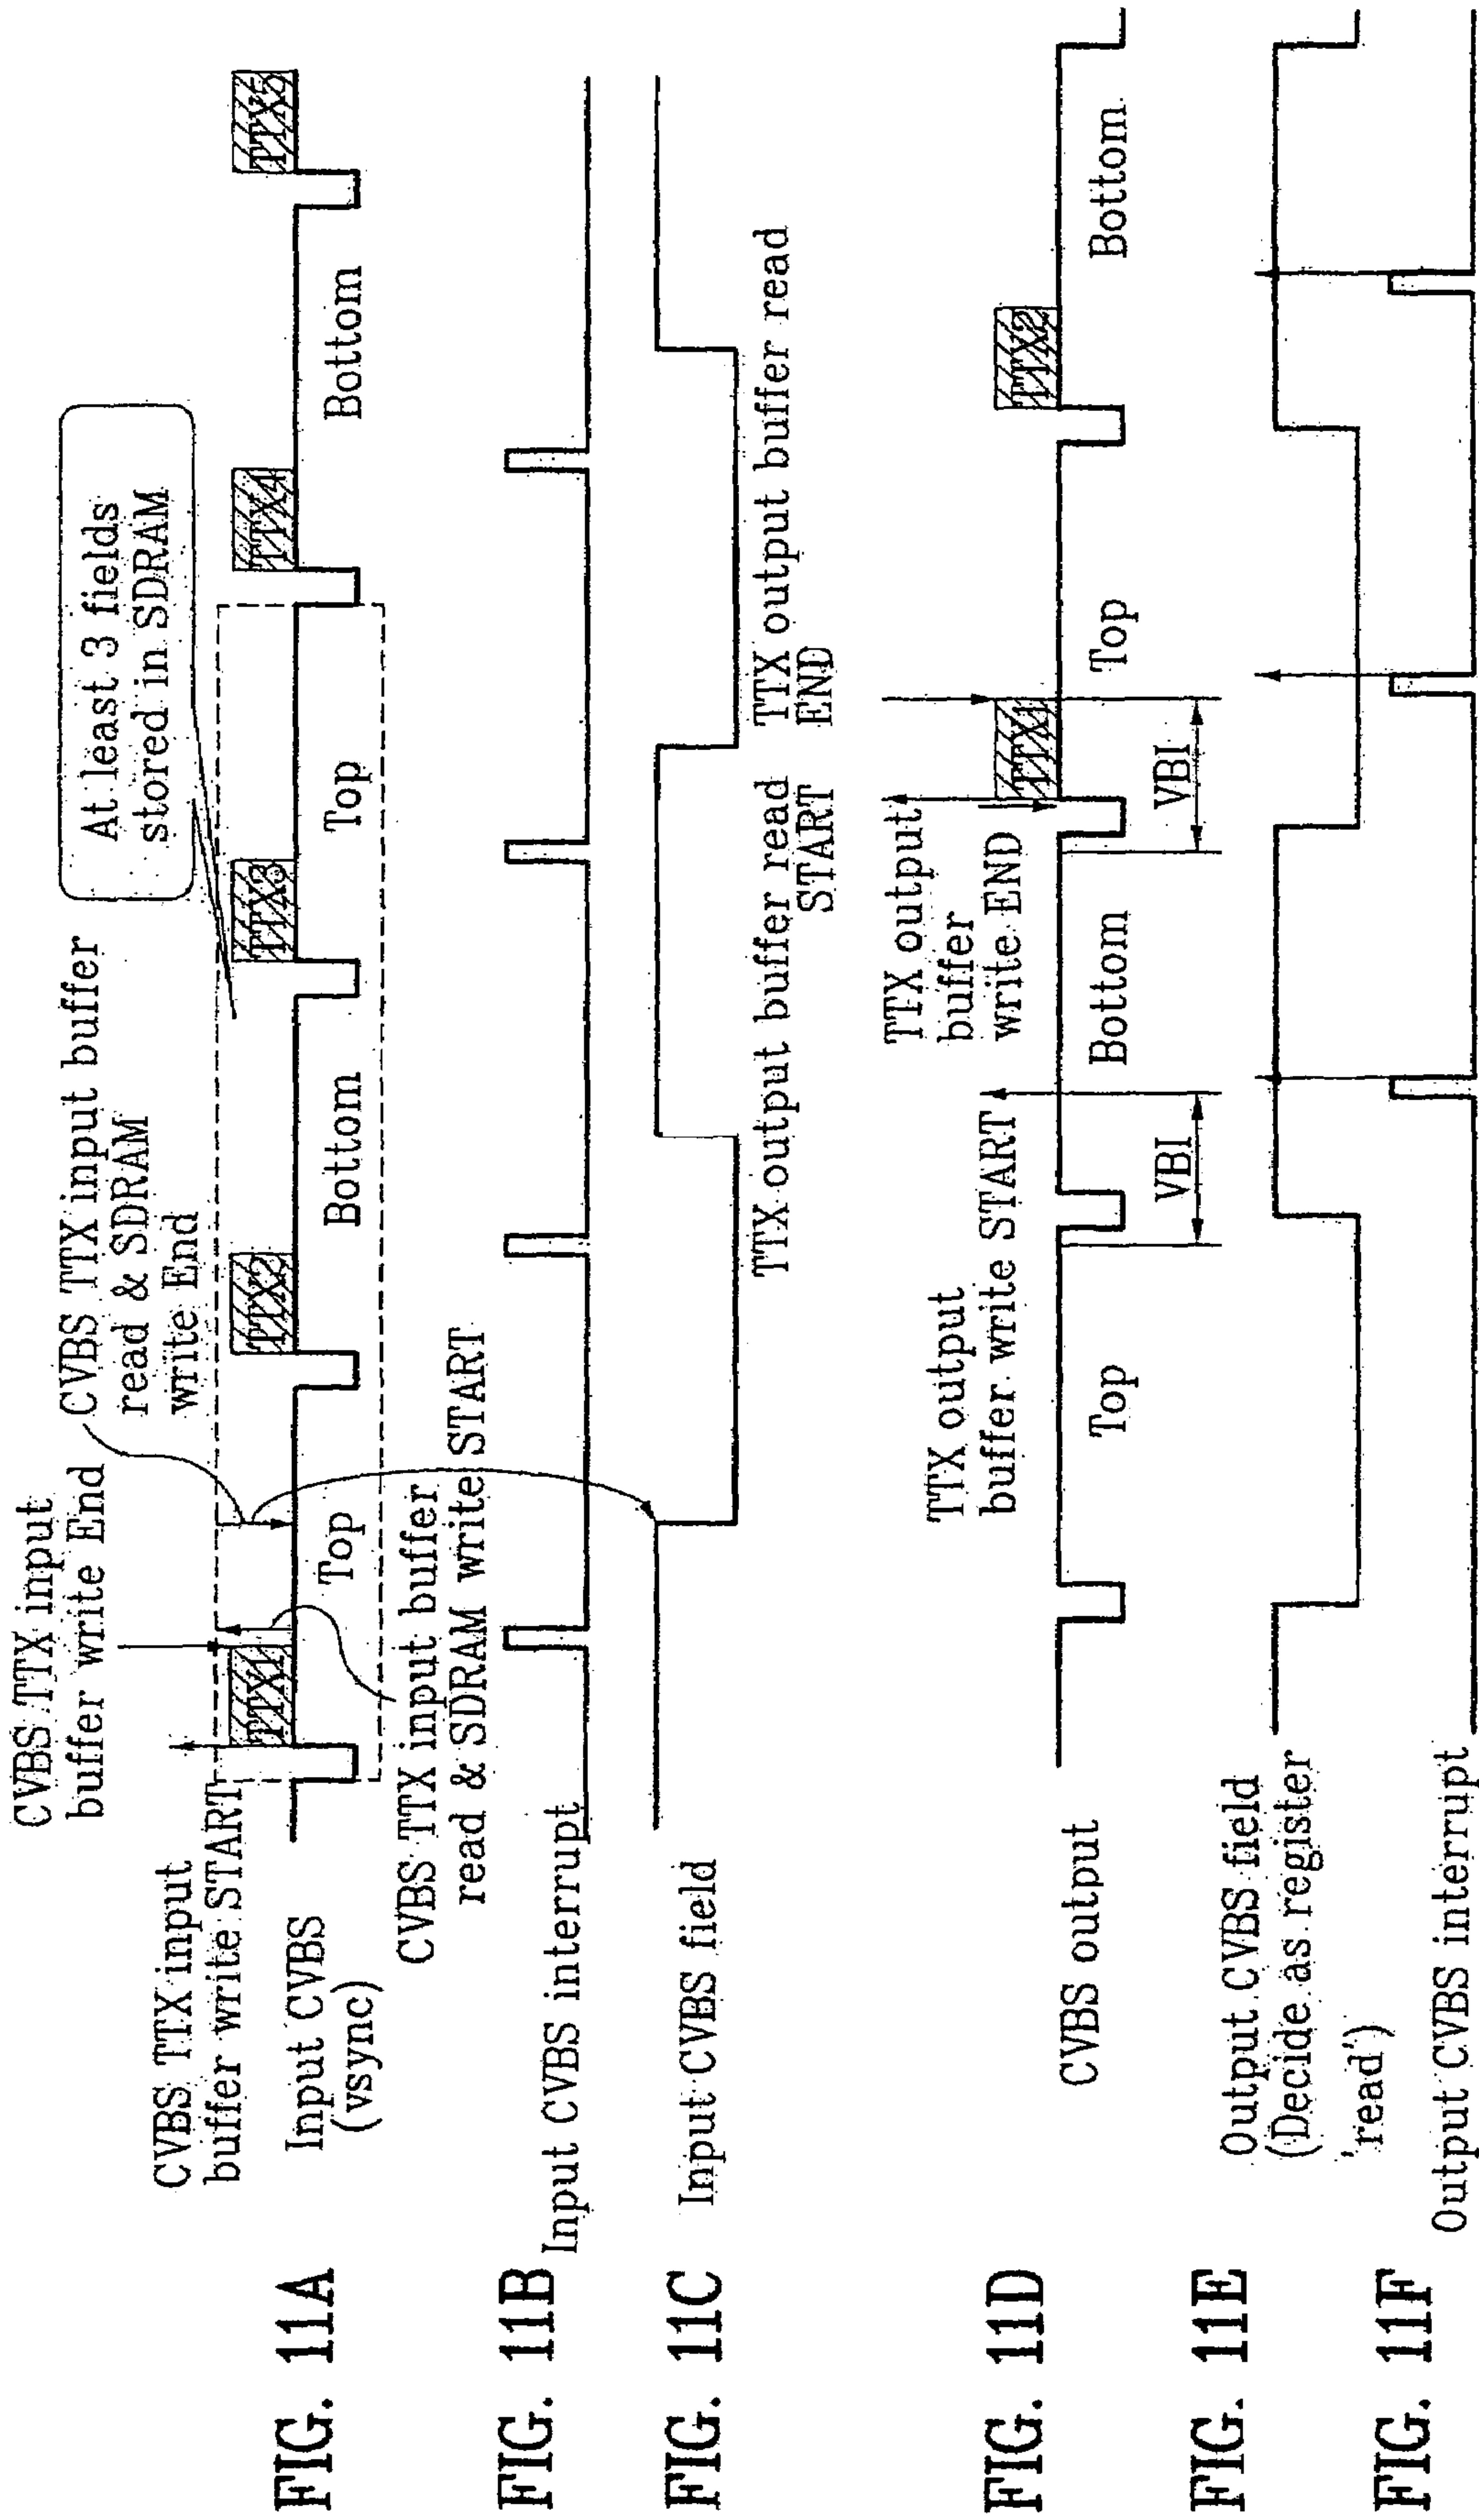 FIG. 11A
CVBS TTX input
buffer write START
CVBS TTX input
buffer write End
CVBS TTX input buffer
read & SDRAM
write End
At least 3 fields
stored in SDRAM
Input CVBS
(vsync)
TTX1
TTX2
TTX3
TTX4
TTX5
Top
Bottom
Top
Bottom
CVBS TTX input buffer
read & SDRAM write START
FIG. 11B
Input CVBS interrupt
FIG. 11C
Input CVBS field
TTX output buffer read
START
TTX output buffer read
END
FIG. 11D
CVBS output
TTX output
buffer write START
TTX output
buffer
write END
TTX1
TTX2
Top
Bottom
Top
Bottom
VBI
VBI
FIG. 11E
Output CVBS field
(Decide as register
'read')
FIG. 11F
Output CVBS interrupt